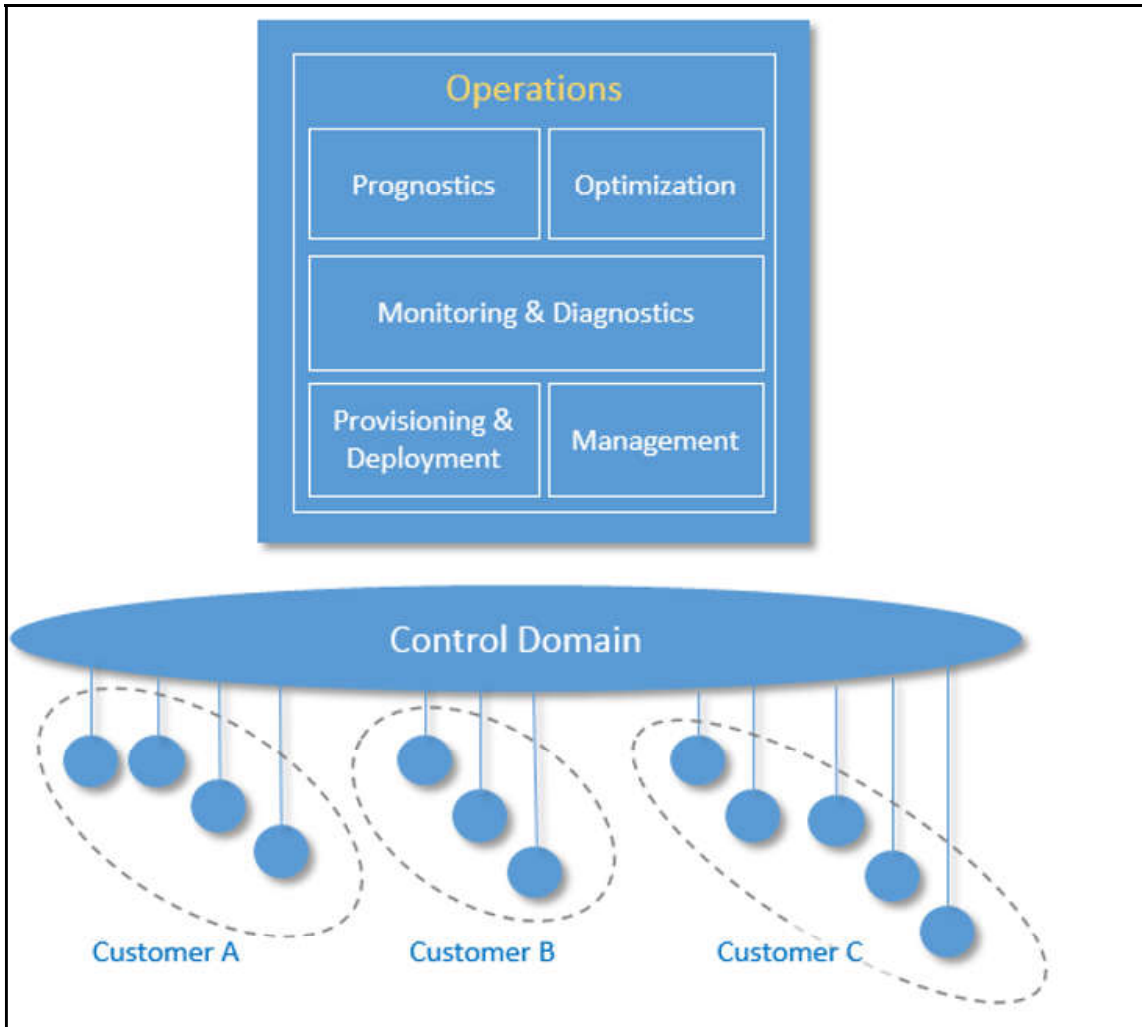 Operations
Prognostics
Optimization
Monitoring & Diagnostics
Provisioning &
Deployment
Management
Control Domain
Customer A
Customer B
Customer C